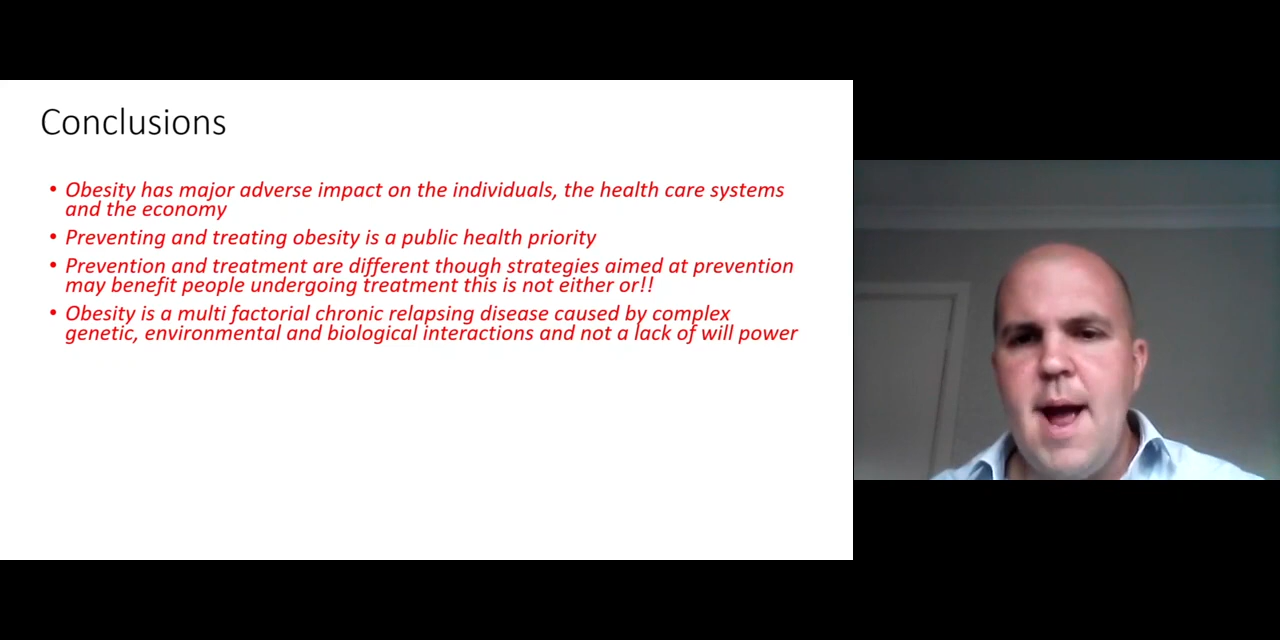 Conclusions
• Obesity has major adverse impact on the individuals, the health care systems
and the economy
• Preventing and treating obesity is a public health priority
• Prevention and treatment are different though strategies aimed at prevention
may benefit people undergoing treatment this is not either or!!
• Obesity is a multi factorial chronic relapsing disease caused by complex
genetic, environmental and biological interactions and not a lack of will power